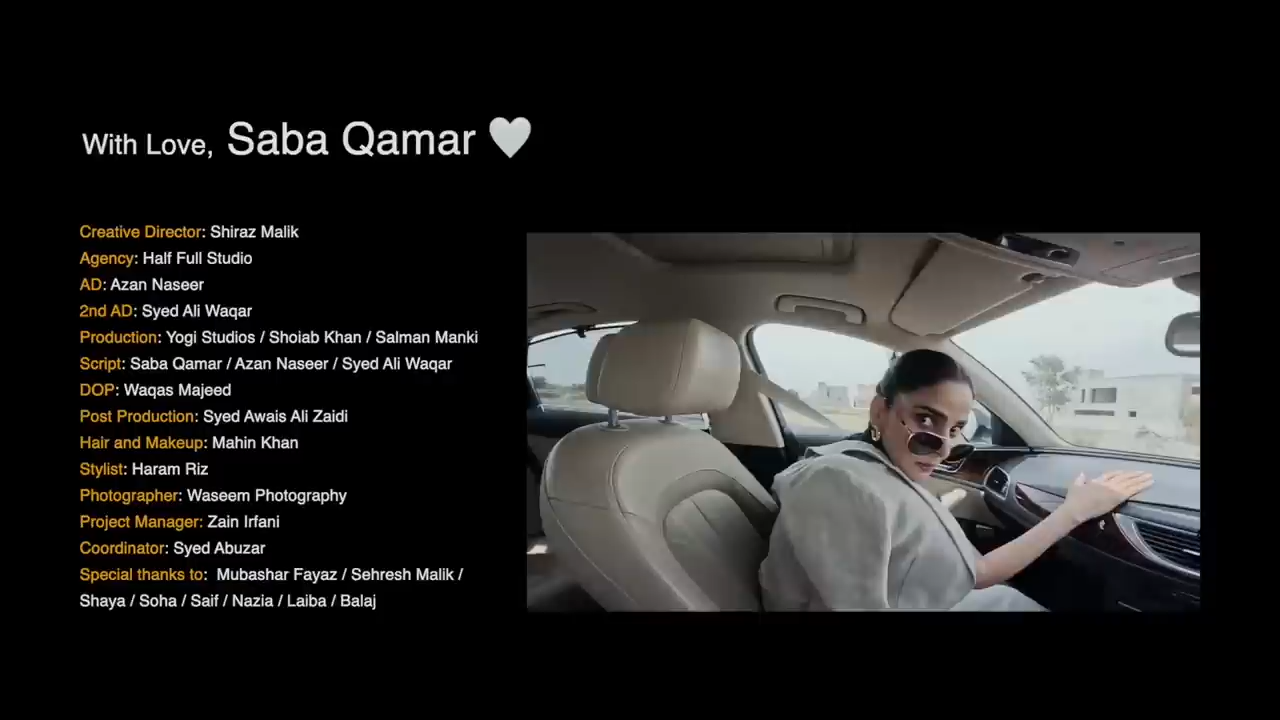 With Love, Saba Qamar 🤍
Creative Director: Shiraz Malik
Agency: Half Full Studio
AD: Azan Naseer
2nd AD: Syed Ali Waqar
Production: Yogi Studios / Shoiab Khan / Salman Manki
Script: Saba Qamar / Azan Naseer / Syed Ali Waqar
DOP: Waqas Majeed
Post Production: Syed Awais Ali Zaidi
Hair and Makeup: Mahin Khan
Stylist: Haram Riz
Photographer: Waseem Photography
Project Manager: Zain Irfani
Coordinator: Syed Abuzar
Special thanks to: Mubashar Fayaz / Sehresh Malik /
Shaya / Soha / Saif / Nazia / Laiba / Balaj